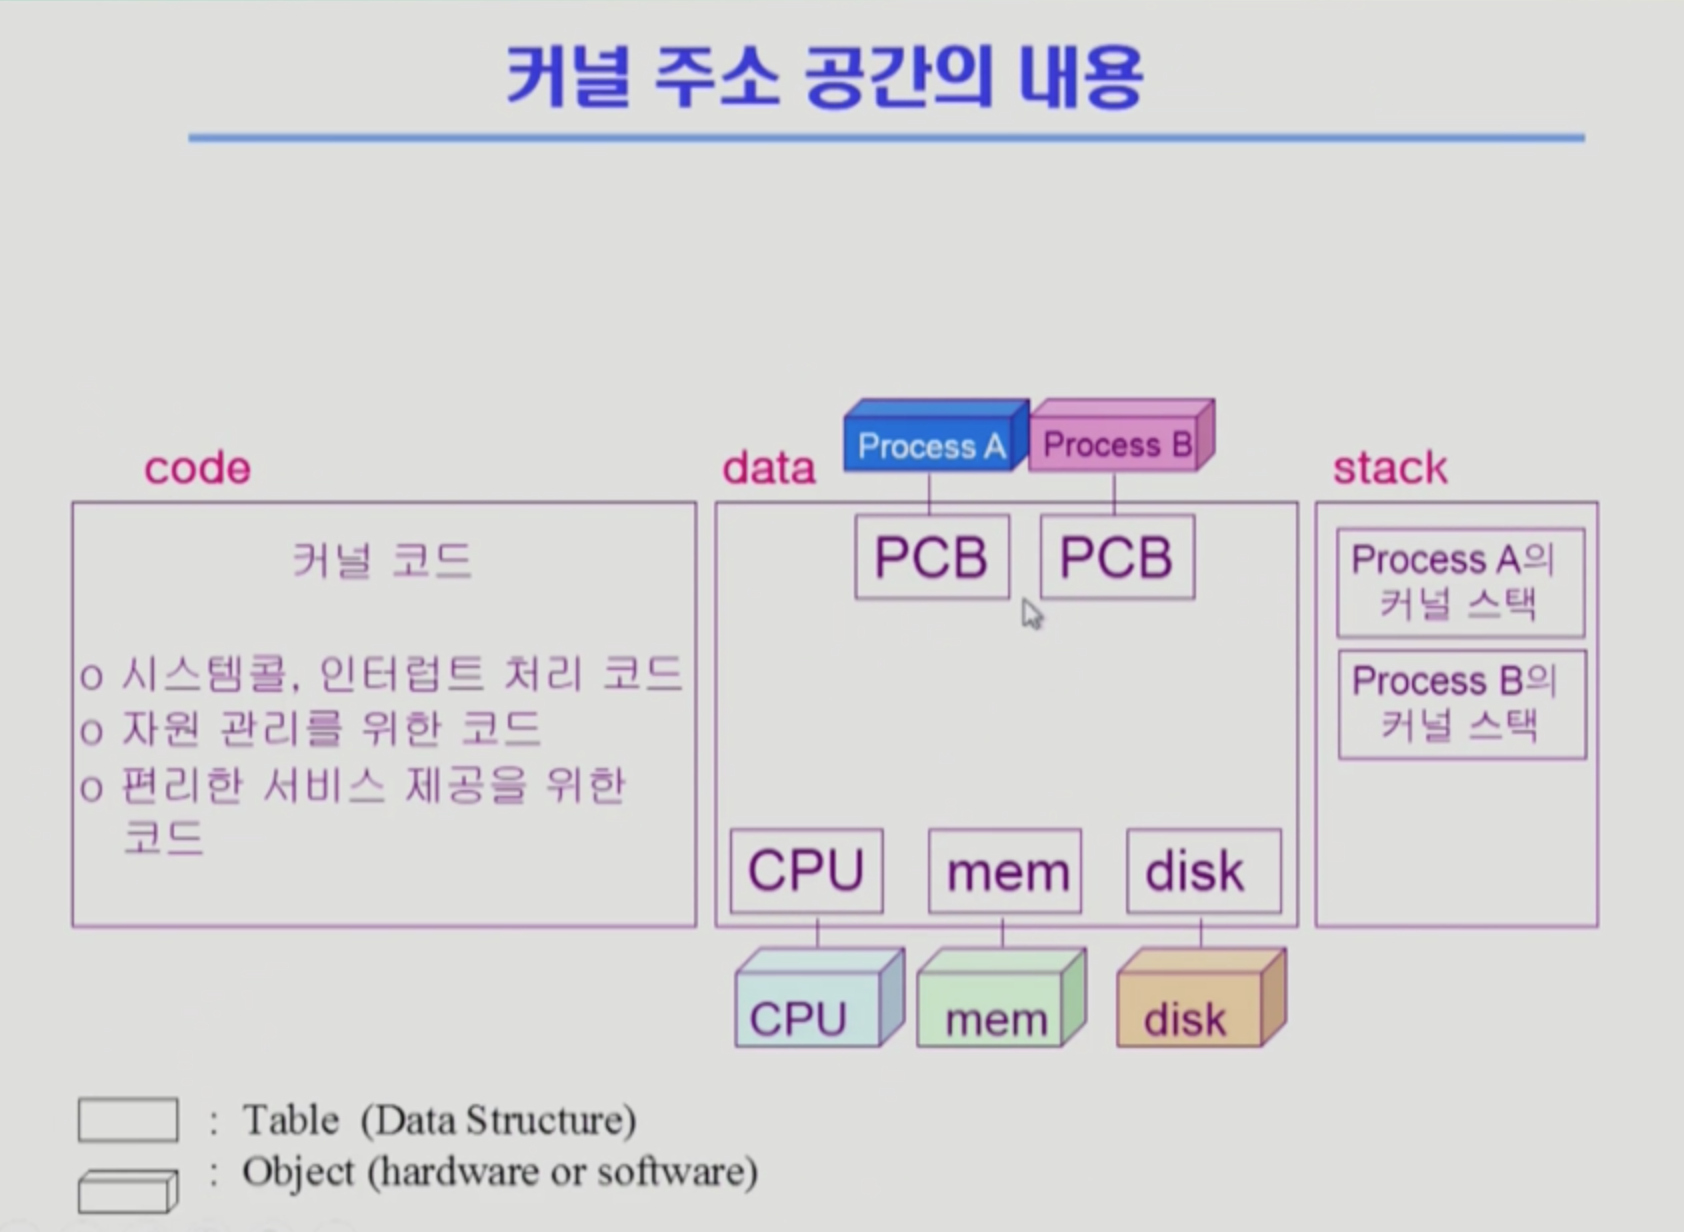 커널 주소 공간의 내용
code
커널 코드
o 시스템콜, 인터럽트 처리 코드
o 자원 관리를 위한 코드
o 편리한 서비스 제공을 위한
코드
data
Process A
Process B
PCB
PCB
CPU
mem
disk
CPU
mem
disk
stack
Process A의
커널 스택
Process B의
커널 스택
: Table (Data Structure)
: Object (hardware or software)